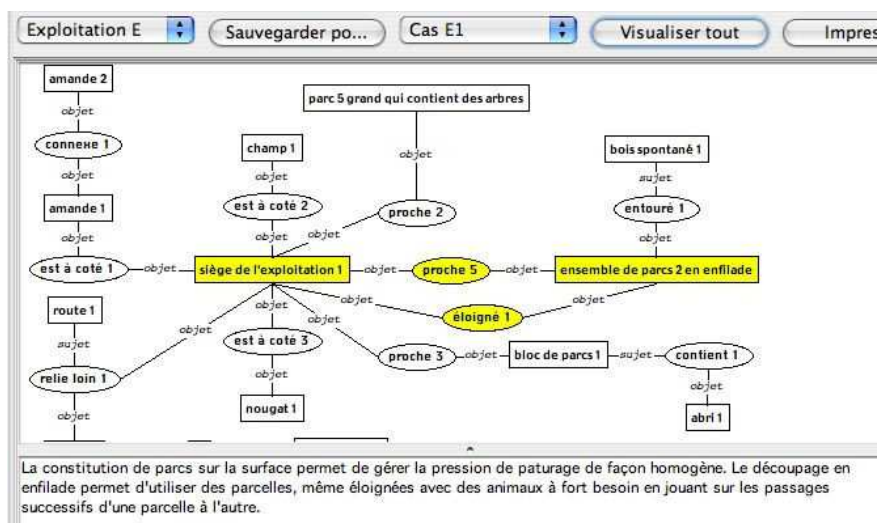 Exploitation E
Sauvegarder po...
Cas E1
Visualiser tout
Impres
amande 2
objet
parc 5 grand qui contient des arbres
connexe 1
champ 1
objet
bois spontané 1
objet
objet
sujet
amande 1
est à coté 2
proche 2
entouré 1
objet
objet
objet
objet
est à coté 1
objet
siège de l'exploitation 1
objet
proche 5
objet
ensemble de parcs 2 en enfilade
route 1
objet
objet
objet
objet
objet
éloigné 1
sujet
est à coté 3
relie loin 1
proche 3
objet
bloc de parcs 1
sujet
contient 1
objet
objet
objet
nougat 1
abri 1
La constitution de parcs sur la surface permet de gérer la pression de paturage de façon homogène. Le découpage en
enfilade permet d'utiliser des parcelles, même éloignées avec des animaux à fort besoin en jouant sur les passages
successifs d'une parcelle à l'autre.